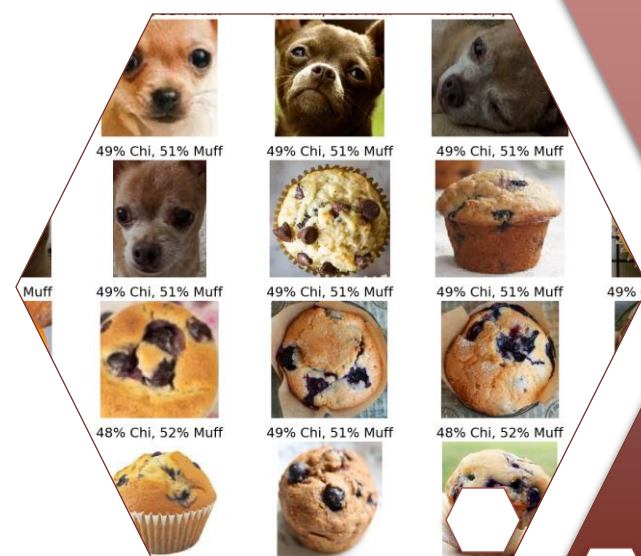 49% Chi, 51% Muff 49% Chi, 51% Muff 49% Chi, 51% Muff
Muff 49% Chi, 51% Muff 49% Chi, 51% Muff 49% Chi, 51% Muff 49%
48% Chi, 52% Muff 49% Chi, 51% Muff 48% Chi, 52% Muff